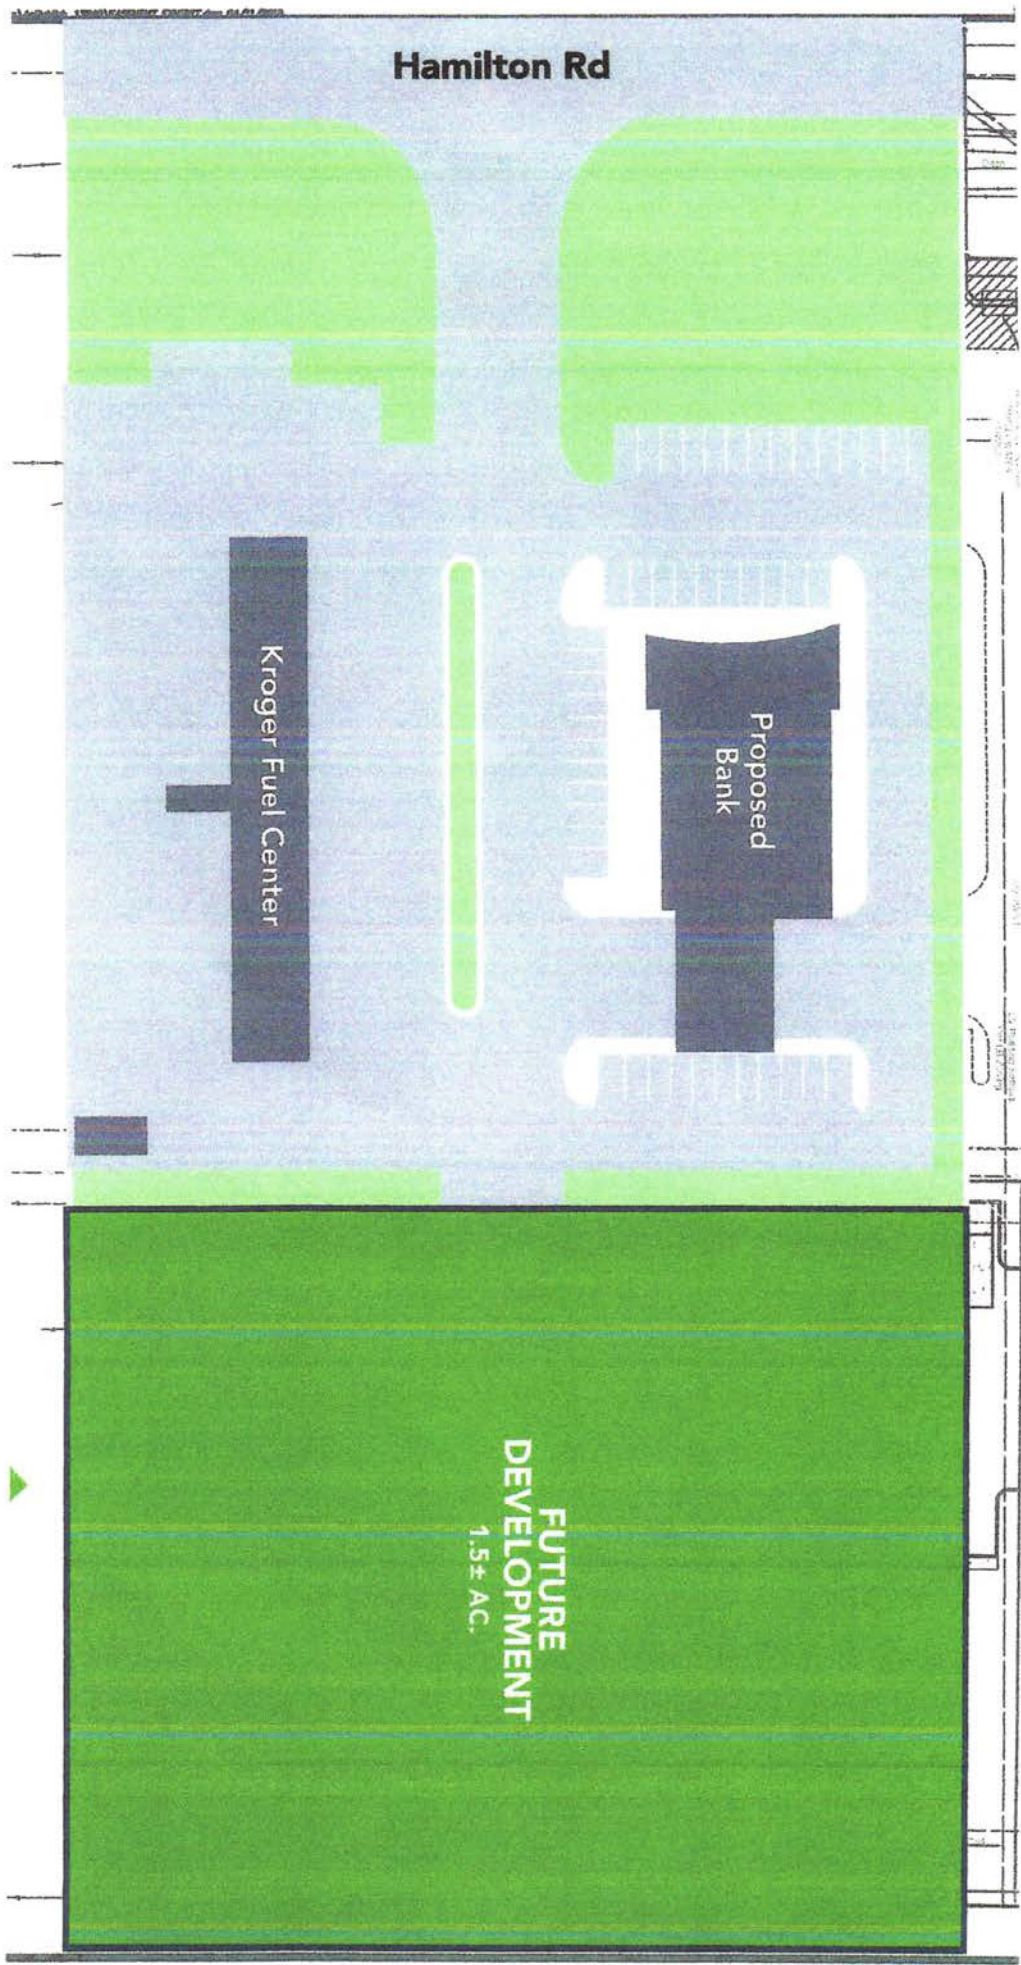 Hamilton Rd
Kroger Fuel Center
Proposed
Bank
FUTURE
DEVELOPMENT
1.5± AC.